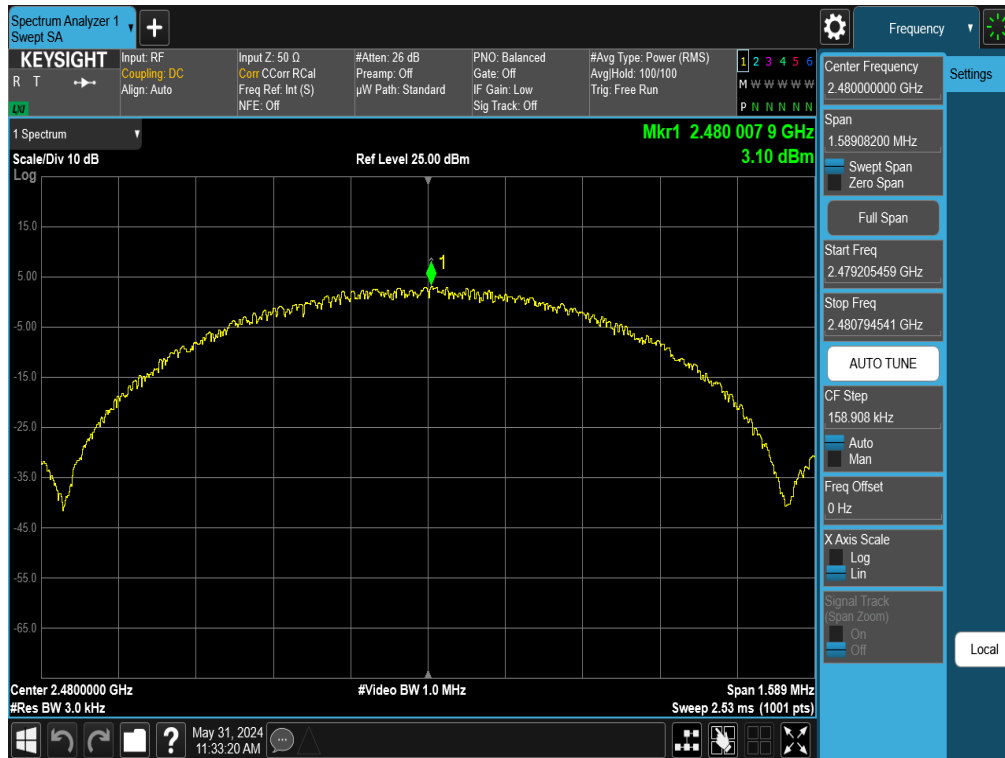 Spectrum Analyzer 1
Swept SA
+
Frequency
KEYSIGHT
R T
LXI
Input: RF
Coupling: DC
Align: Auto
Input Z: 50 Ω
Corr CCorr RCal
Freq Ref: Int (S)
NFE: Off
#Atten: 26 dB
Preamp: Off
µW Path: Standard
PNO: Balanced
Gate: Off
IF Gain: Low
Sig Track: Off
#Avg Type: Power (RMS)
Avg|Hold: 100/100
Trig: Free Run
1 2 3 4 5 6
M W W W W W
P N N N N N
1 Spectrum
Scale/Div 10 dB
Log
Ref Level 25.00 dBm
Mkr1 2.480 007 9 GHz
3.10 dBm
15.0
5.00
-5.00
-15.0
-25.0
-35.0
-45.0
-55.0
-65.0
1
Center 2.4800000 GHz
#Res BW 3.0 kHz
#Video BW 1.0 MHz
Span 1.589 MHz
Sweep 2.53 ms (1001 pts)
Center Frequency
2.480000000 GHz
Settings
Span
1.58908200 MHz
Swept Span
Zero Span
Full Span
Start Freq
2.479205459 GHz
Stop Freq
2.480794541 GHz
AUTO TUNE
CF Step
158.908 kHz
Auto
Man
Freq Offset
0 Hz
X Axis Scale
Log
Lin
Signal Track
(Span Zoom)
On
Off
Local
?
May 31, 2024
11:33:20 AM